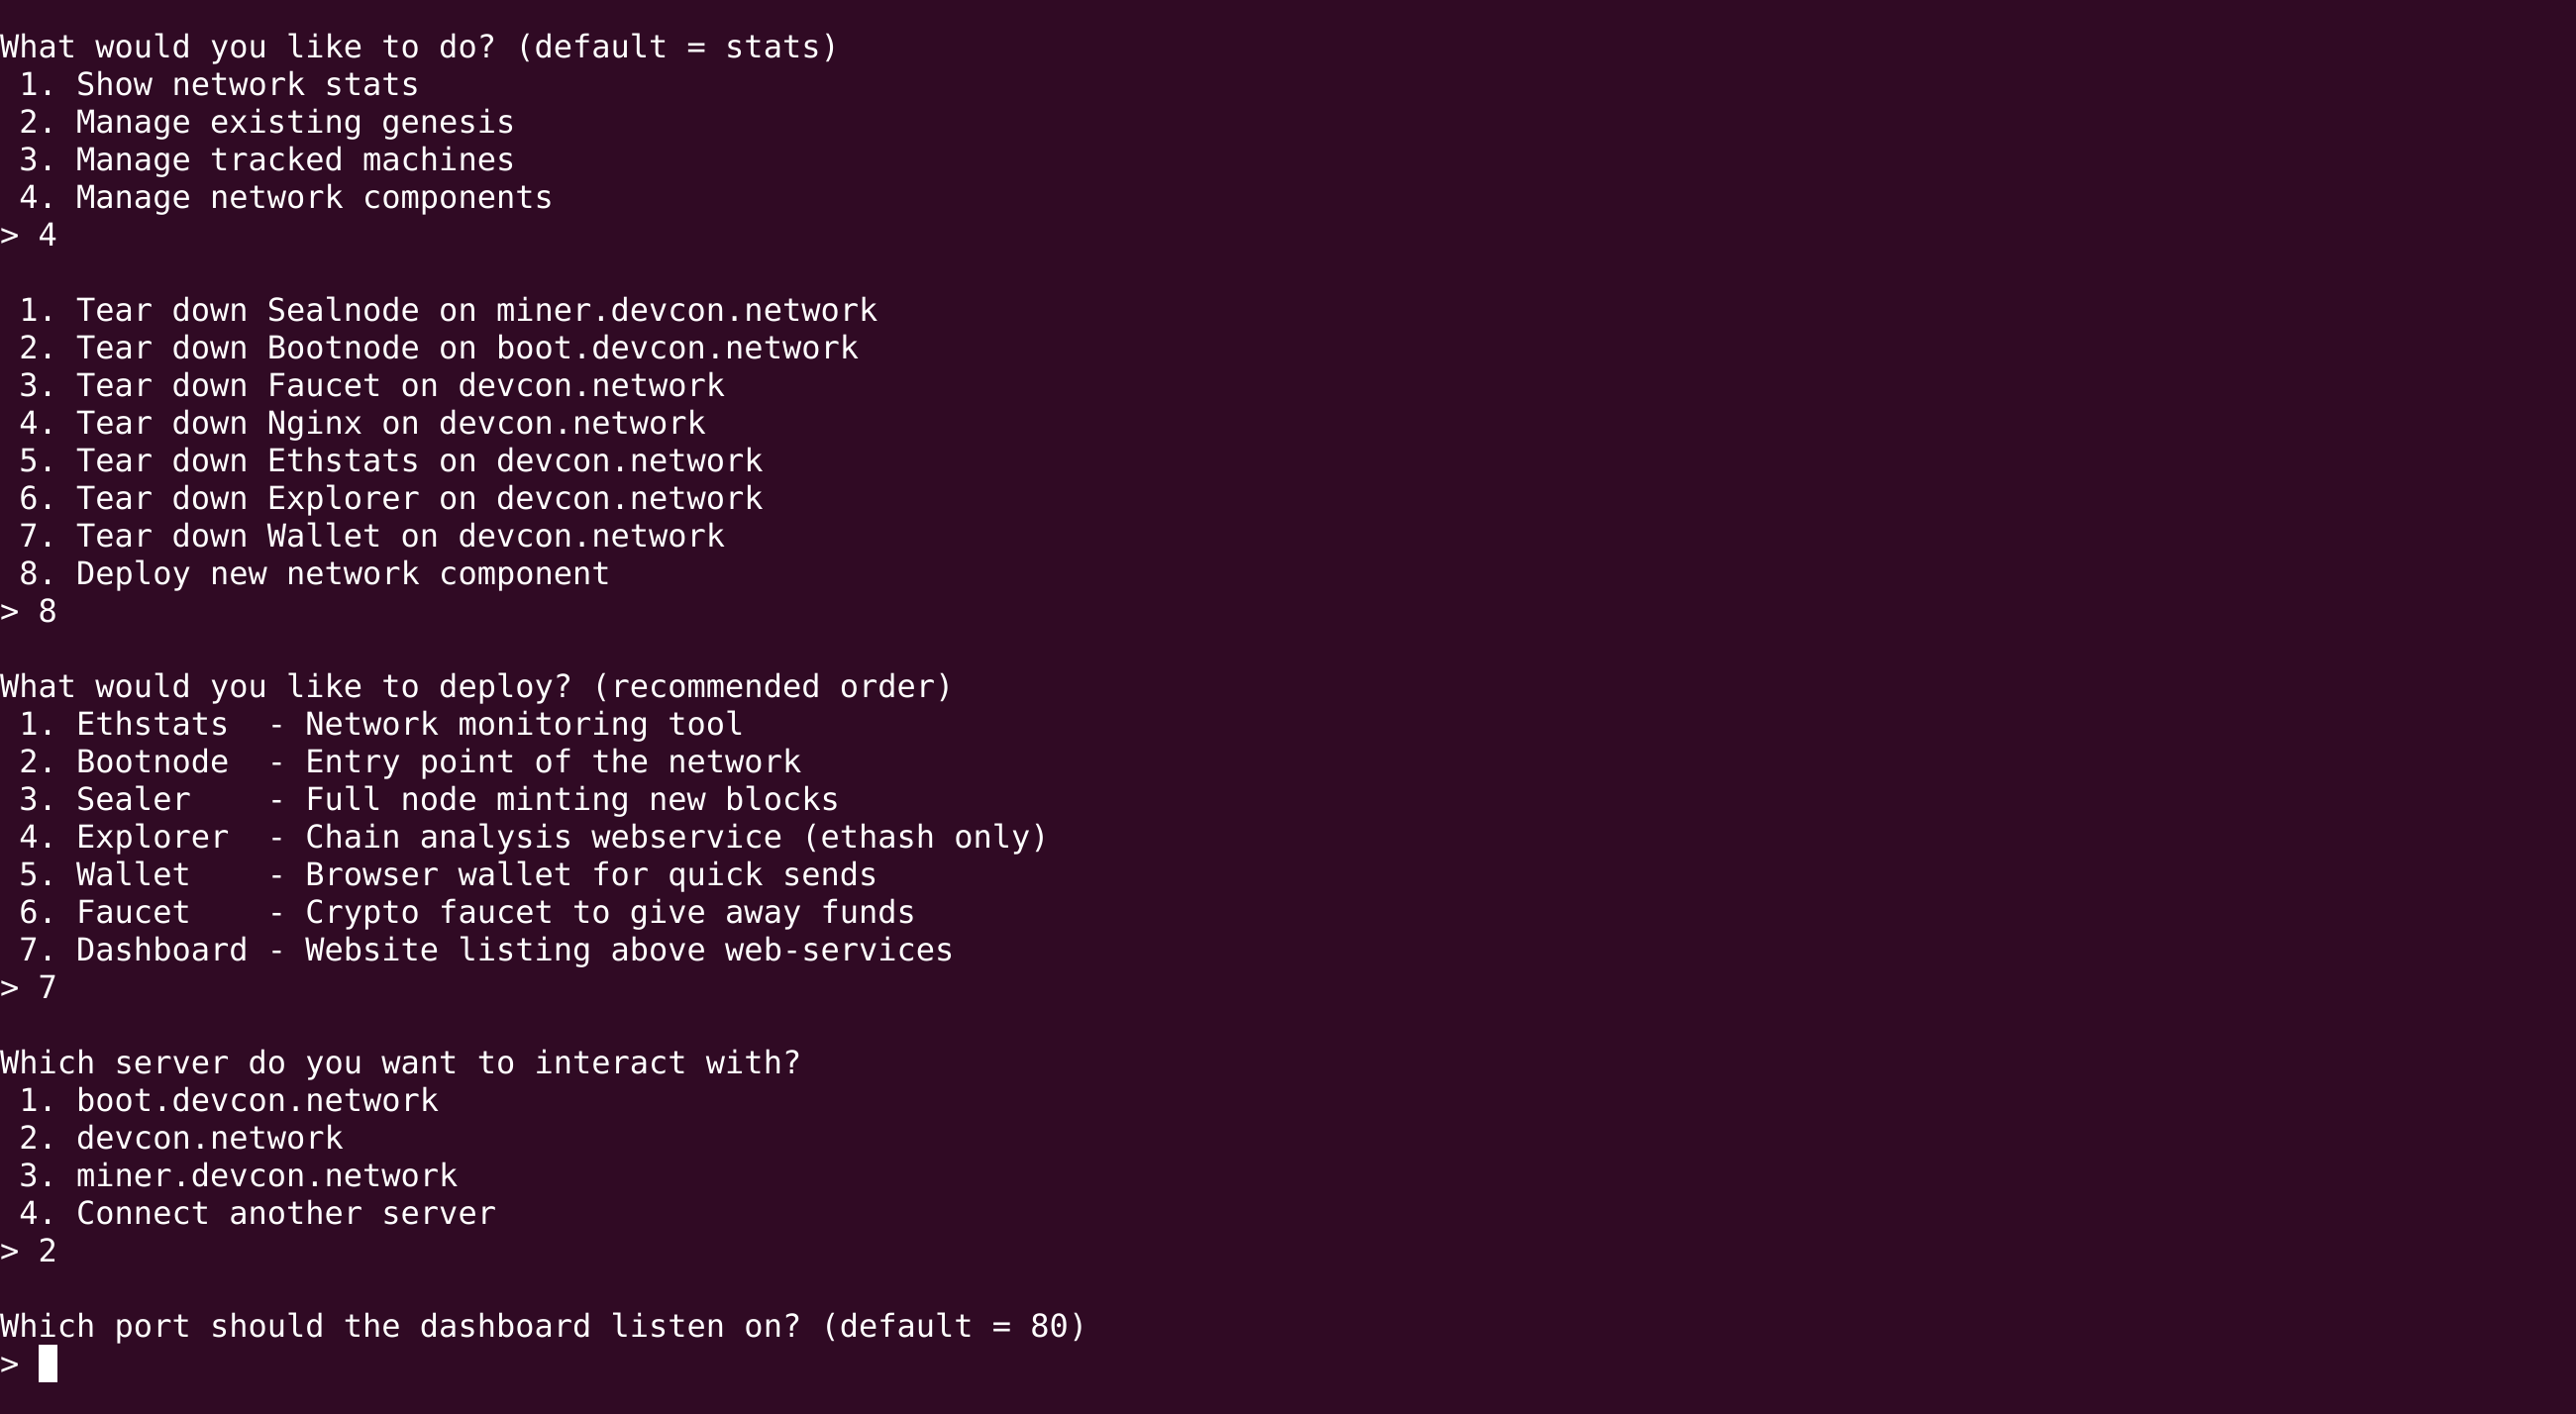 What would you like to do? (default = stats)
 1. Show network stats
 2. Manage existing genesis
 3. Manage tracked machines
 4. Manage network components
> 4

 1. Tear down Sealnode on miner.devcon.network
 2. Tear down Bootnode on boot.devcon.network
 3. Tear down Faucet on devcon.network
 4. Tear down Nginx on devcon.network
 5. Tear down Ethstats on devcon.network
 6. Tear down Explorer on devcon.network
 7. Tear down Wallet on devcon.network
 8. Deploy new network component
> 8

What would you like to deploy? (recommended order)
 1. Ethstats  - Network monitoring tool
 2. Bootnode  - Entry point of the network
 3. Sealer    - Full node minting new blocks
 4. Explorer  - Chain analysis webservice (ethash only)
 5. Wallet    - Browser wallet for quick sends
 6. Faucet    - Crypto faucet to give away funds
 7. Dashboard - Website listing above web-services
> 7

Which server do you want to interact with?
 1. boot.devcon.network
 2. devcon.network
 3. miner.devcon.network
 4. Connect another server
> 2

Which port should the dashboard listen on? (default = 80)
>